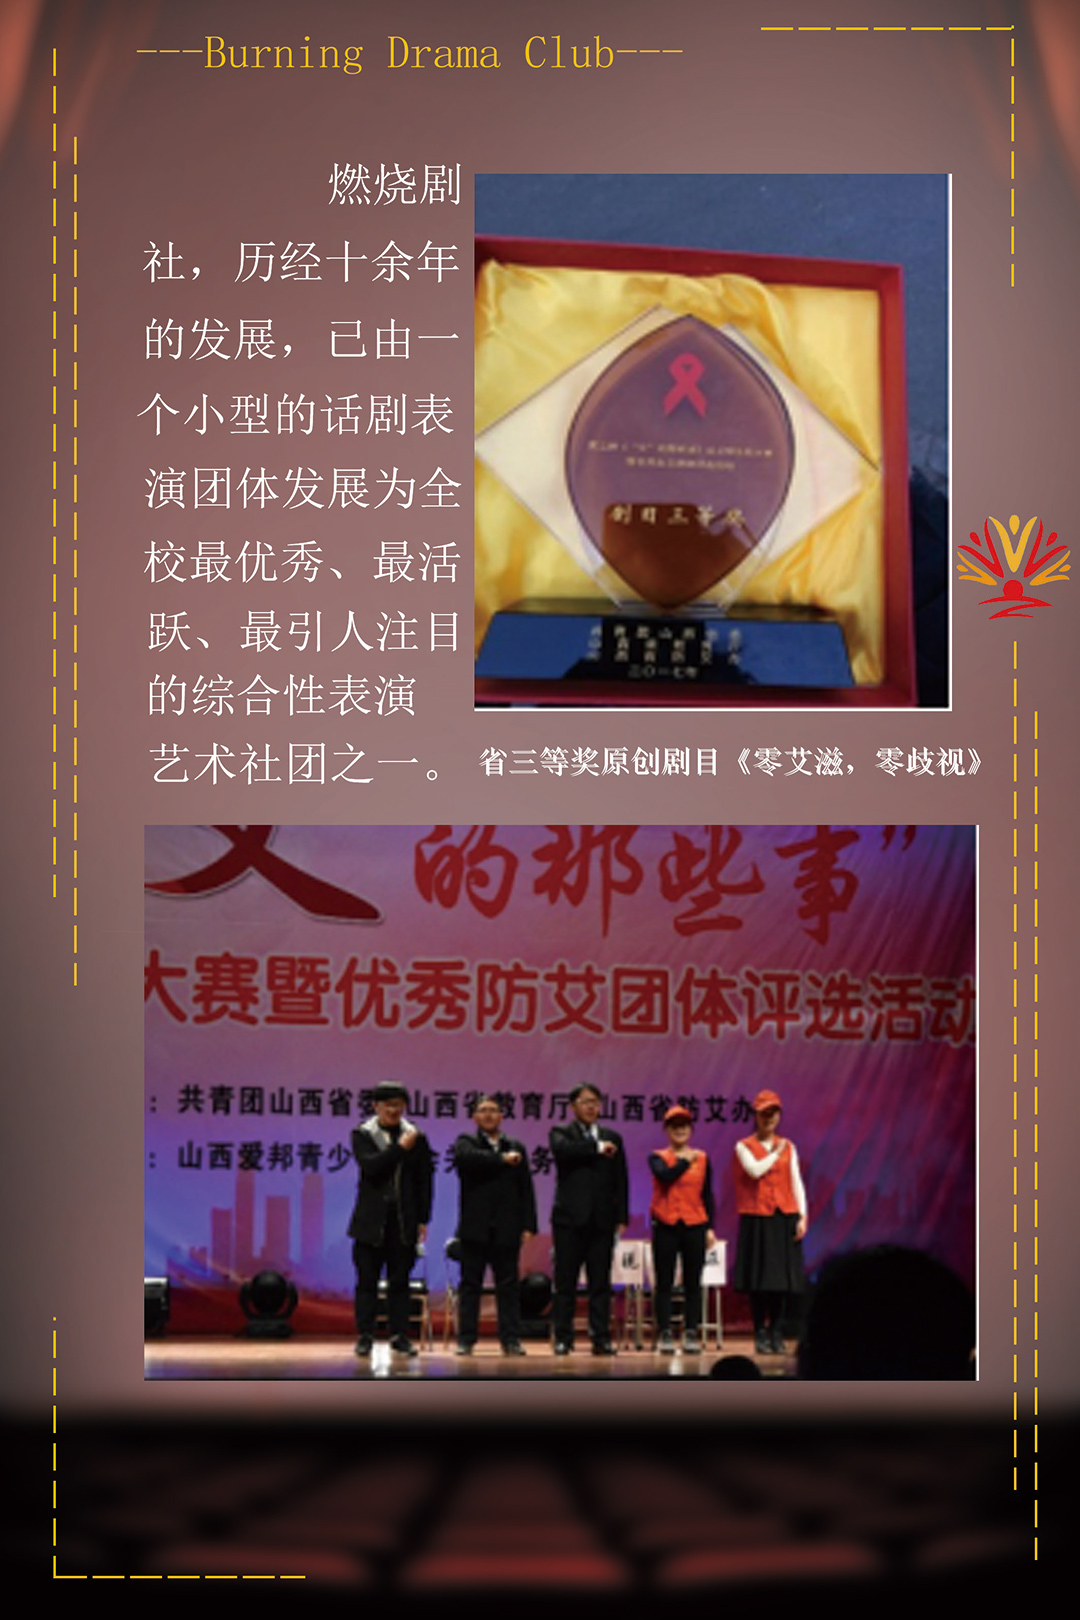 ---Burning Drama Club---
燃烧剧
社，历经十余年
的发展，已由一
个小型的话剧表
演团体发展为全
校最优秀、最活
跃、最引人注目
的综合性表演
艺术社团之一。
剧目三等奖
二〇一七年
省三等奖原创剧目《零艾滋，零歧视》
的那些事”
大赛暨优秀防艾团体评选活动
：共青团山西省委 山西省教育厅 山西省防艾办
：山西爱邦青少
务